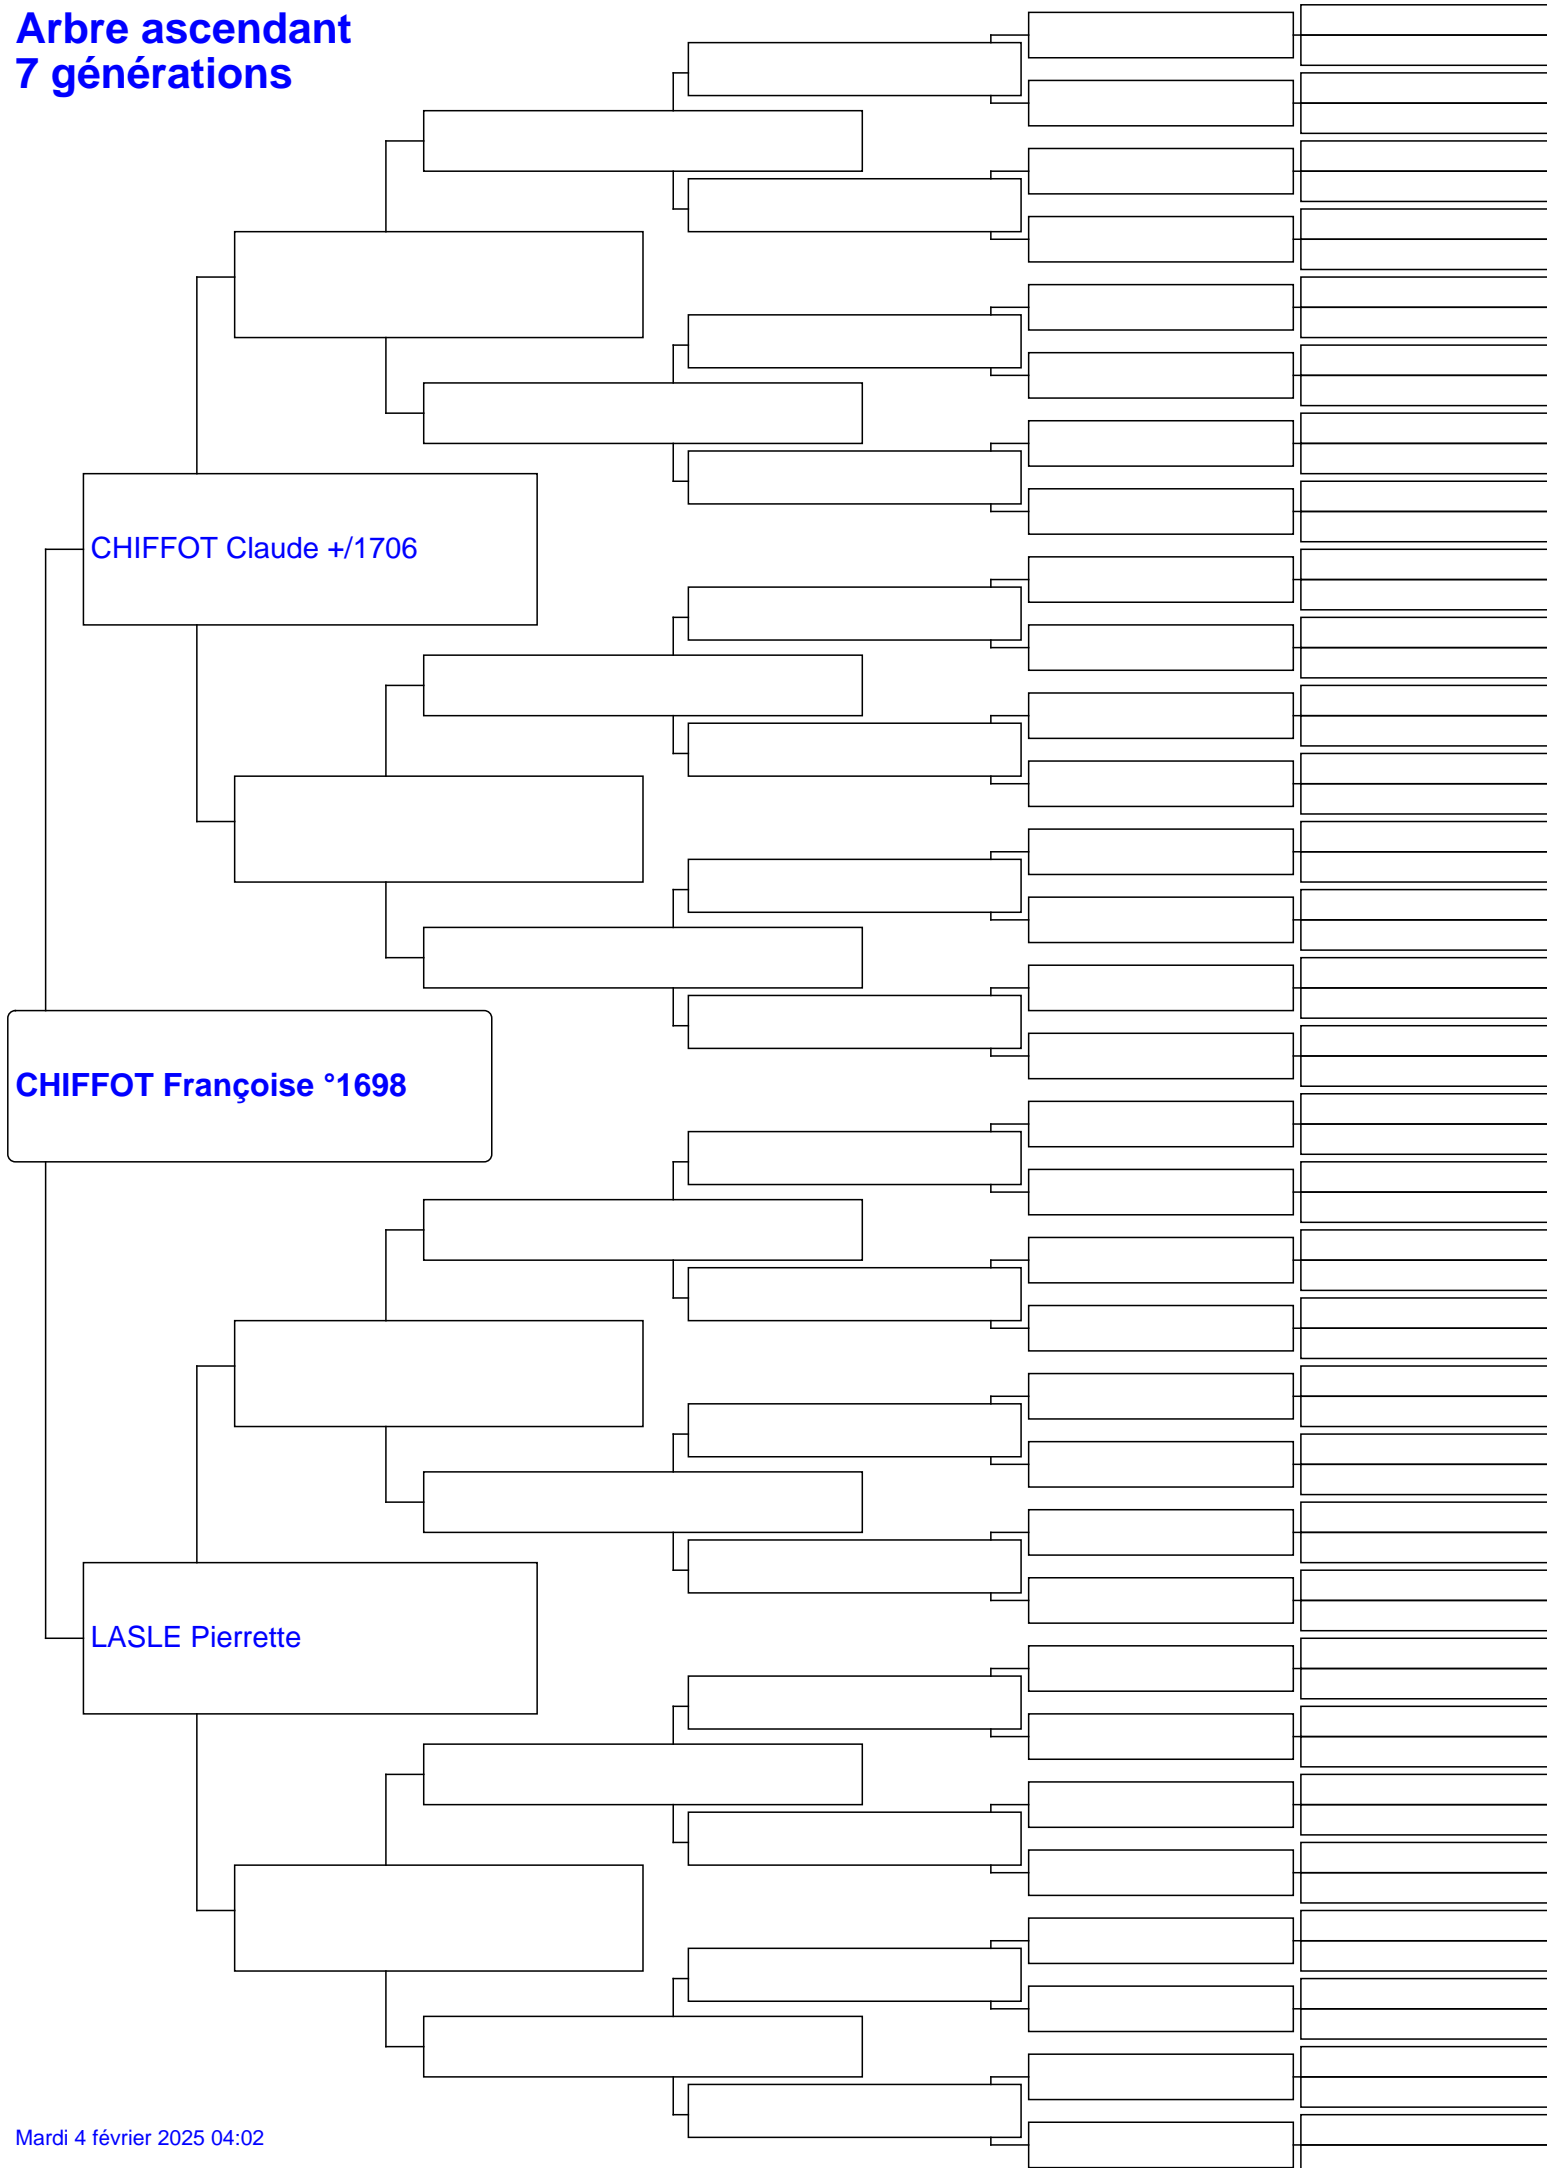 Arbre ascendant
7 générations
CHIFFOT Claude +/1706
CHIFFOT Françoise °1698
LASLE Pierrette
Mardi 4 février 2025 04:02